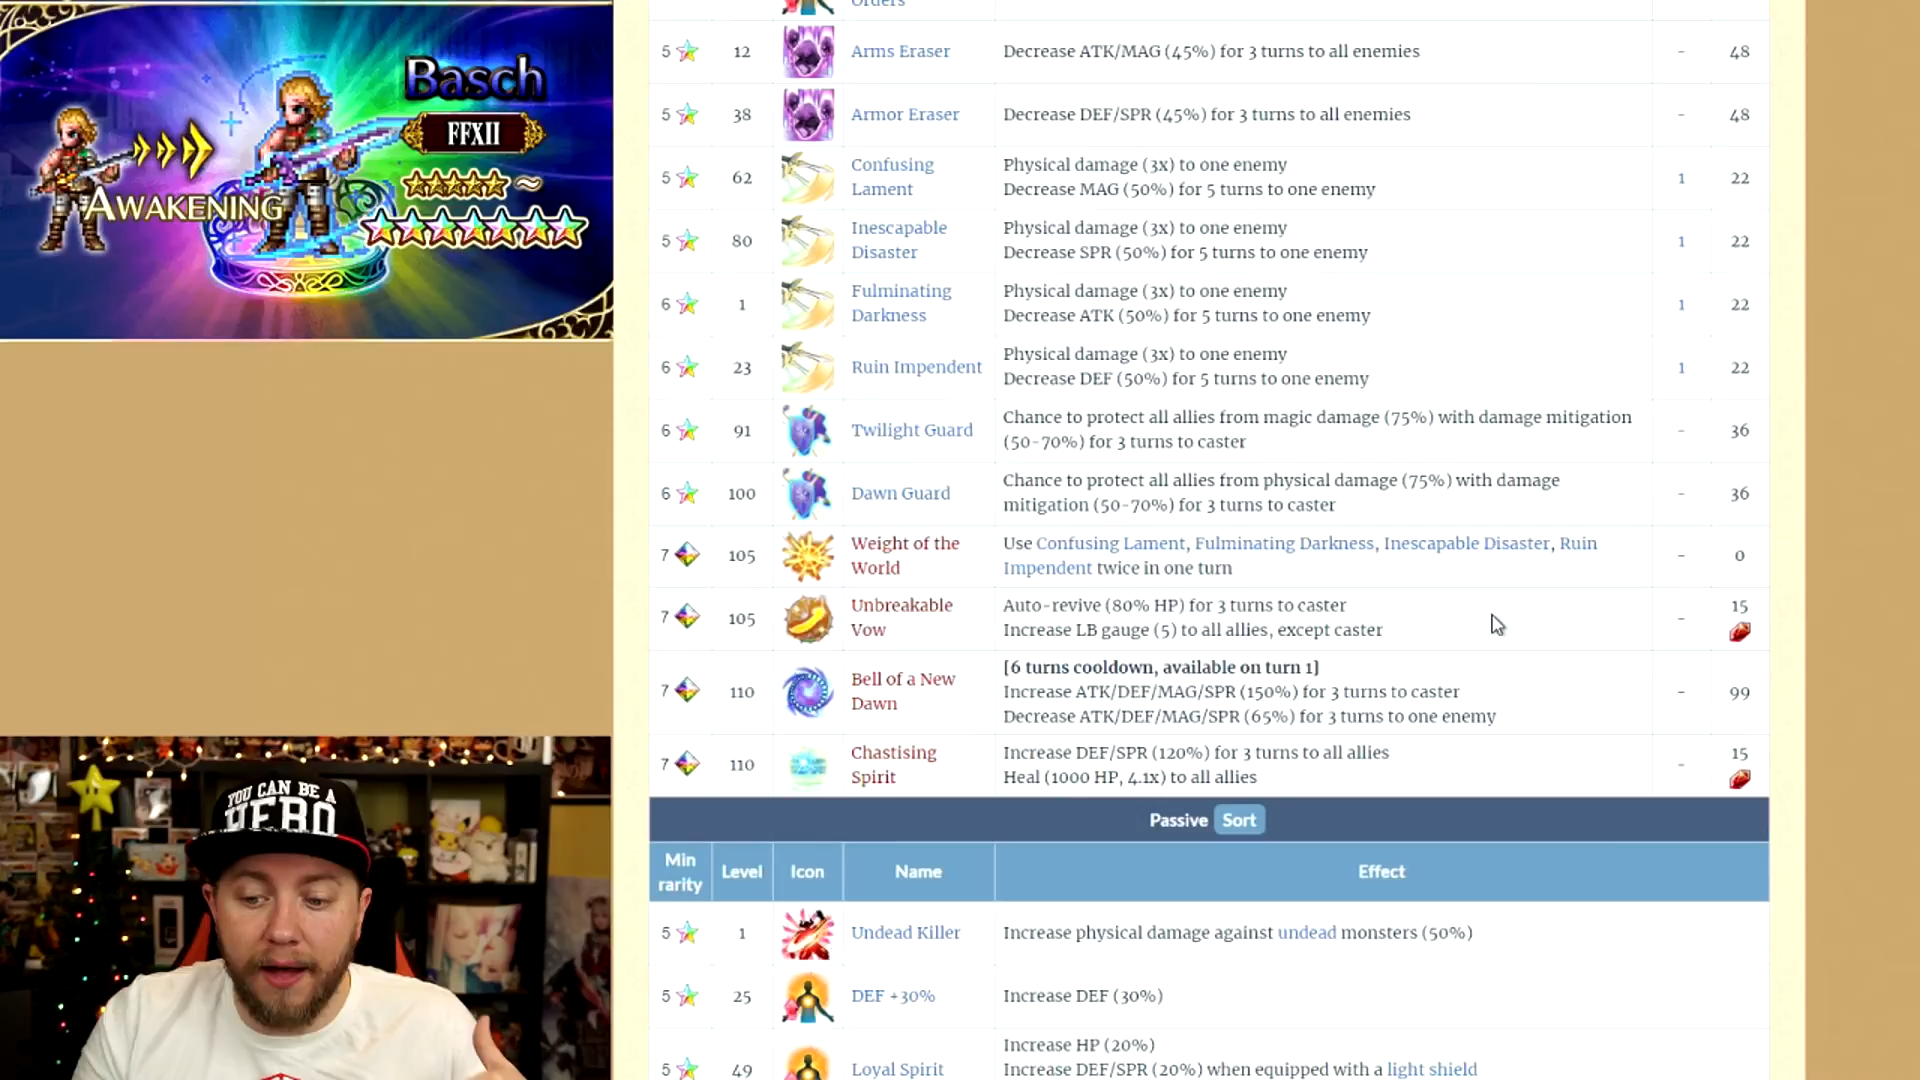 Orders
5 12 Arms Eraser Decrease ATK/MAG (45%) for 3 turns to all enemies - 48
5 38 Armor Eraser Decrease DEF/SPR (45%) for 3 turns to all enemies - 48
5 62 Confusing Lament Physical damage (3x) to one enemy
Decrease MAG (50%) for 5 turns to one enemy 1 22
5 80 Inescapable Disaster Physical damage (3x) to one enemy
Decrease SPR (50%) for 5 turns to one enemy 1 22
6 1 Fulminating Darkness Physical damage (3x) to one enemy
Decrease ATK (50%) for 5 turns to one enemy 1 22
6 23 Ruin Impendent Physical damage (3x) to one enemy
Decrease DEF (50%) for 5 turns to one enemy 1 22
6 91 Twilight Guard Chance to protect all allies from magic damage (75%) with damage mitigation
(50-70%) for 3 turns to caster - 36
6 100 Dawn Guard Chance to protect all allies from physical damage (75%) with damage
mitigation (50-70%) for 3 turns to caster - 36
7 105 Weight of the World Use Confusing Lament, Fulminating Darkness, Inescapable Disaster, Ruin
Impendent twice in one turn - 0
7 105 Unbreakable Vow Auto-revive (80% HP) for 3 turns to caster
Increase LB gauge (5) to all allies, except caster - 15
7 110 Bell of a New Dawn [6 turns cooldown, available on turn 1]
Increase ATK/DEF/MAG/SPR (150%) for 3 turns to caster
Decrease ATK/DEF/MAG/SPR (65%) for 3 turns to one enemy - 99
7 110 Chastising Spirit Increase DEF/SPR (120%) for 3 turns to all allies
Heal (1000 HP, 4.1x) to all allies - 15
Passive Sort
Min rarity Level Icon Name Effect
5 1 Undead Killer Increase physical damage against undead monsters (50%)
5 25 DEF +30% Increase DEF (30%)
5 49 Loyal Spirit Increase HP (20%)
Increase DEF/SPR (20%) when equipped with a light shield
Basch
FFXII
AWAKENING
YOU CAN BE A
HERO